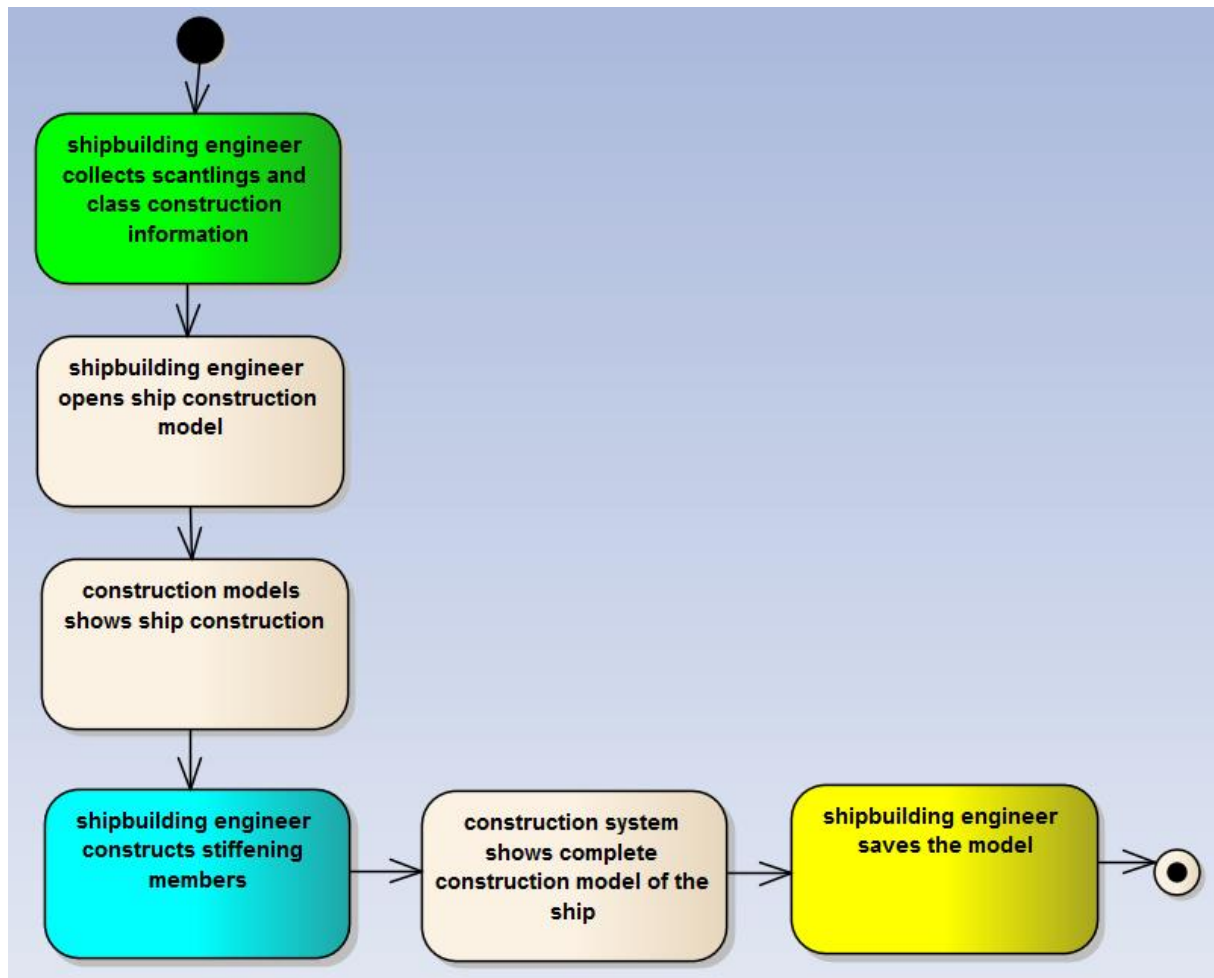 shipbuilding engineer
collects scantlings and
class construction
information
shipbuilding engineer
opens ship construction
model
construction models
shows ship construction
shipbuilding engineer
constructs stiffening
members
construction system
shows complete
construction model of the
ship
shipbuilding engineer
saves the model